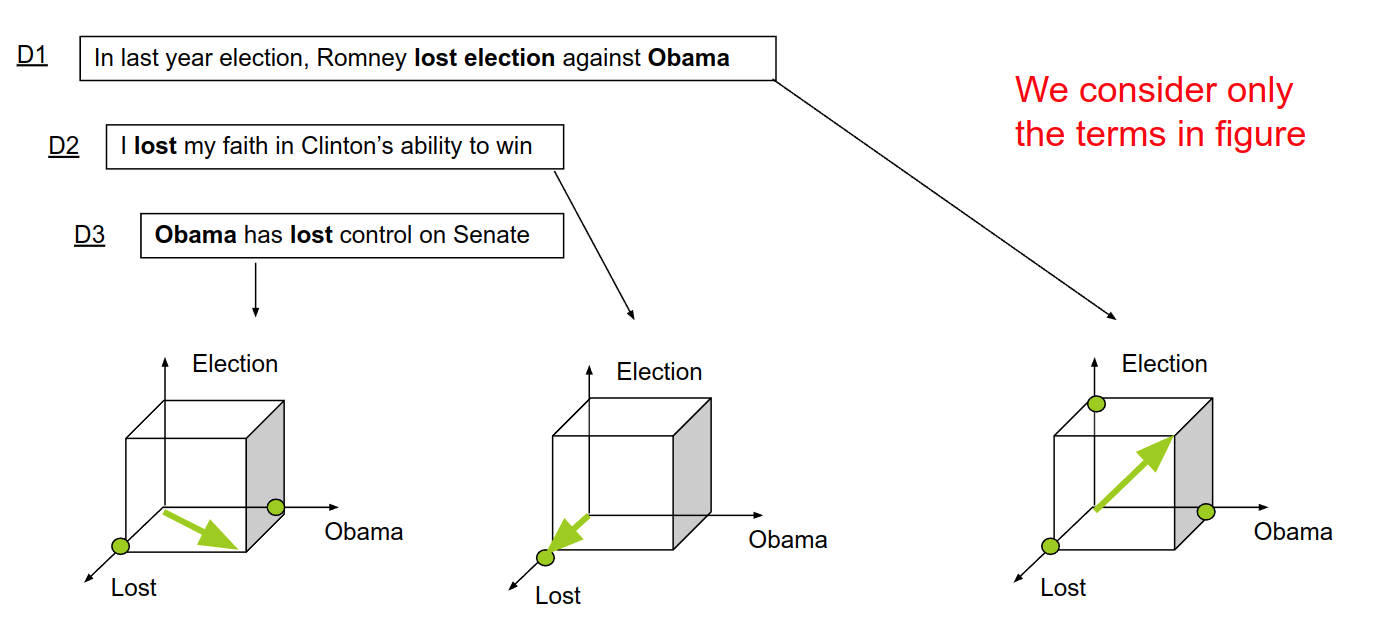 D1
In last year election, Romney lost election against Obama
We consider only
the terms in figure
D2
I lost my faith in Clinton’s ability to win
D3
Obama has lost control on Senate
Election
Obama
Lost
Election
Obama
Lost
Election
Obama
Lost